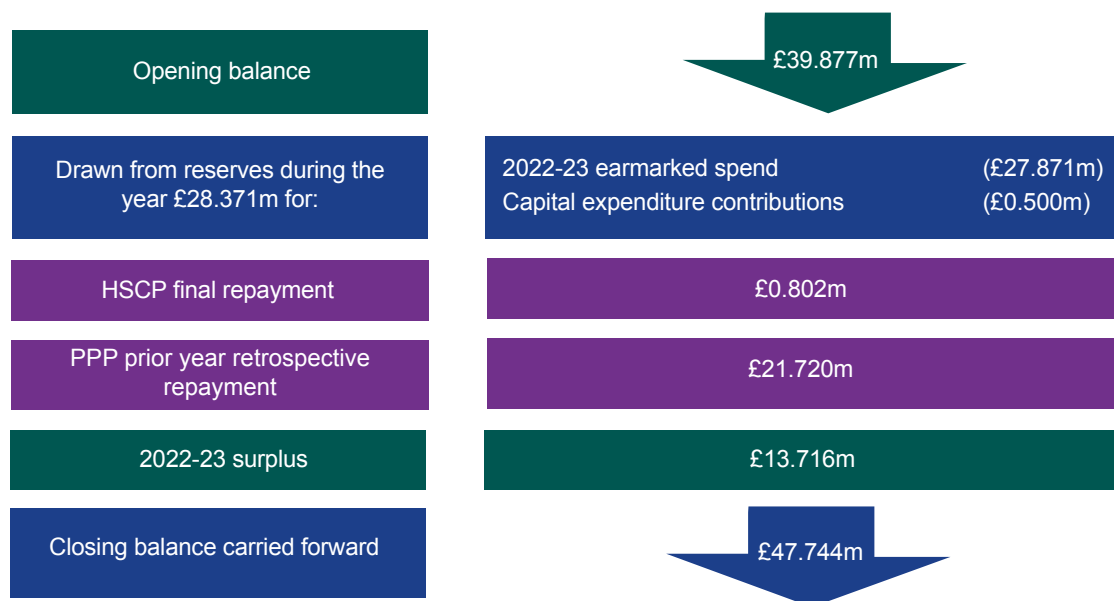 Opening balance
£39.877m
Drawn from reserves during the
year £28.371m for:
2022-23 earmarked spend (£27.871m)
Capital expenditure contributions (£0.500m)
HSCP final repayment
£0.802m
PPP prior year retrospective
repayment
£21.720m
2022-23 surplus
£13.716m
Closing balance carried forward
£47.744m